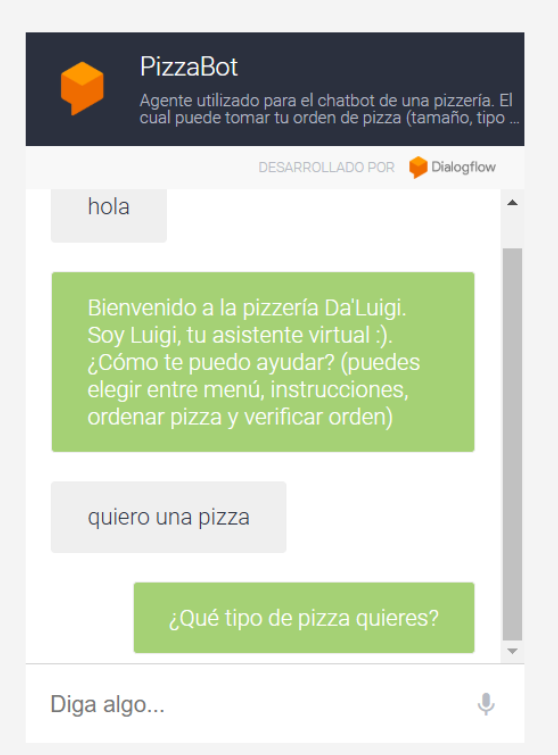 PizzaBot
Agente utilizado para el chatbot de una pizzería. El
cual puede tomar tu orden de pizza (tamaño, tipo ...
DESARROLLADO POR Dialogflow
hola
Bienvenido a la pizzería Da'Luigi.
Soy Luigi, tu asistente virtual :).
¿Cómo te puedo ayudar? (puedes
elegir entre menú, instrucciones,
ordenar pizza y verificar orden)
quiero una pizza
¿Qué tipo de pizza quieres?
Diga algo...